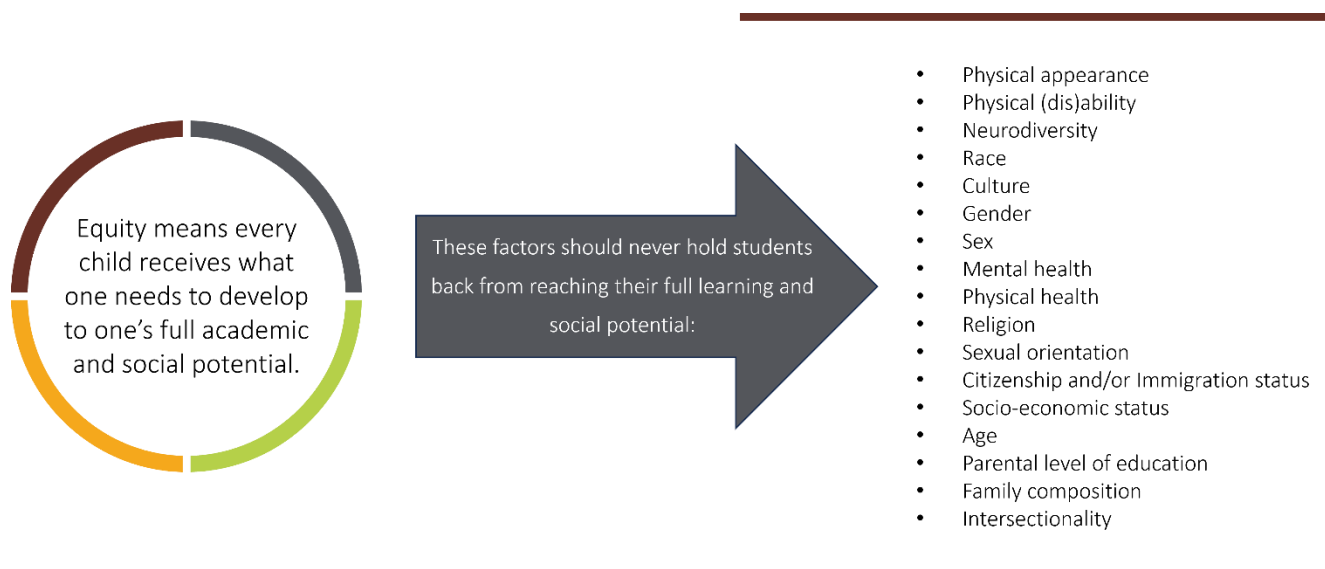 Equity means every
child receives what
one needs to develop
to one’s full academic
and social potential.
These factors should never hold students
back from reaching their full learning and
social potential:
• Physical appearance
• Physical (dis)ability
• Neurodiversity
• Race
• Culture
• Gender
• Sex
• Mental health
• Physical health
• Religion
• Sexual orientation
• Citizenship and/or Immigration status
• Socio-economic status
• Age
• Parental level of education
• Family composition
• Intersectionality